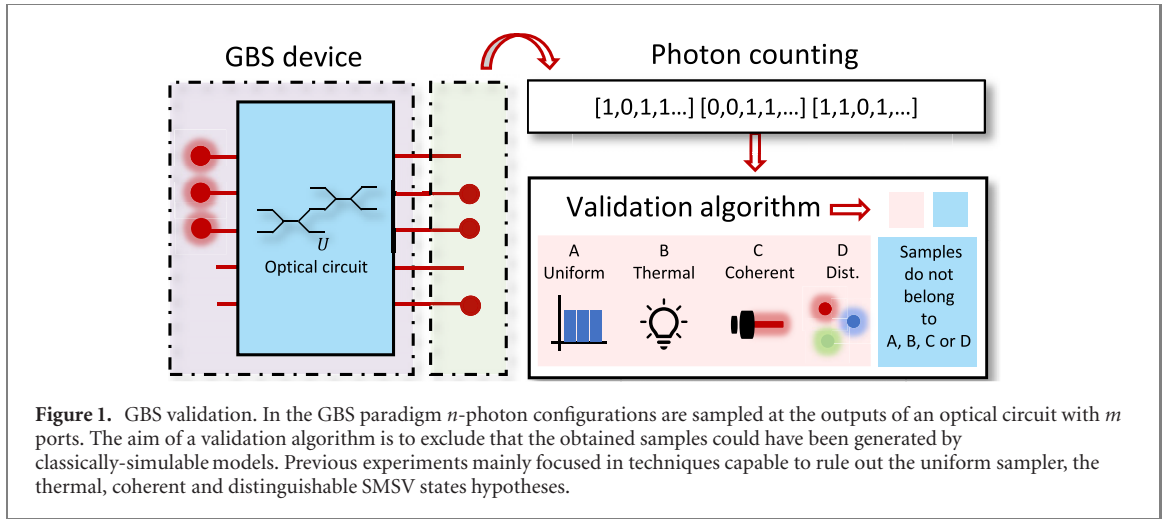 GBS device
Photon counting
[1,0,1,1...] [0,0,1,1,...] [1,1,0,1,...]
Validation algorithm
U
Optical circuit
A
Uniform
B
Thermal
C
Coherent
D
Dist.
Samples
do not
belong
to
A, B, C or D
Figure 1. GBS validation. In the GBS paradigm n-photon configurations are sampled at the outputs of an optical circuit with m
ports. The aim of a validation algorithm is to exclude that the obtained samples could have been generated by
classically-simulable models. Previous experiments mainly focused in techniques capable to rule out the uniform sampler, the
thermal, coherent and distinguishable SMSV states hypotheses.